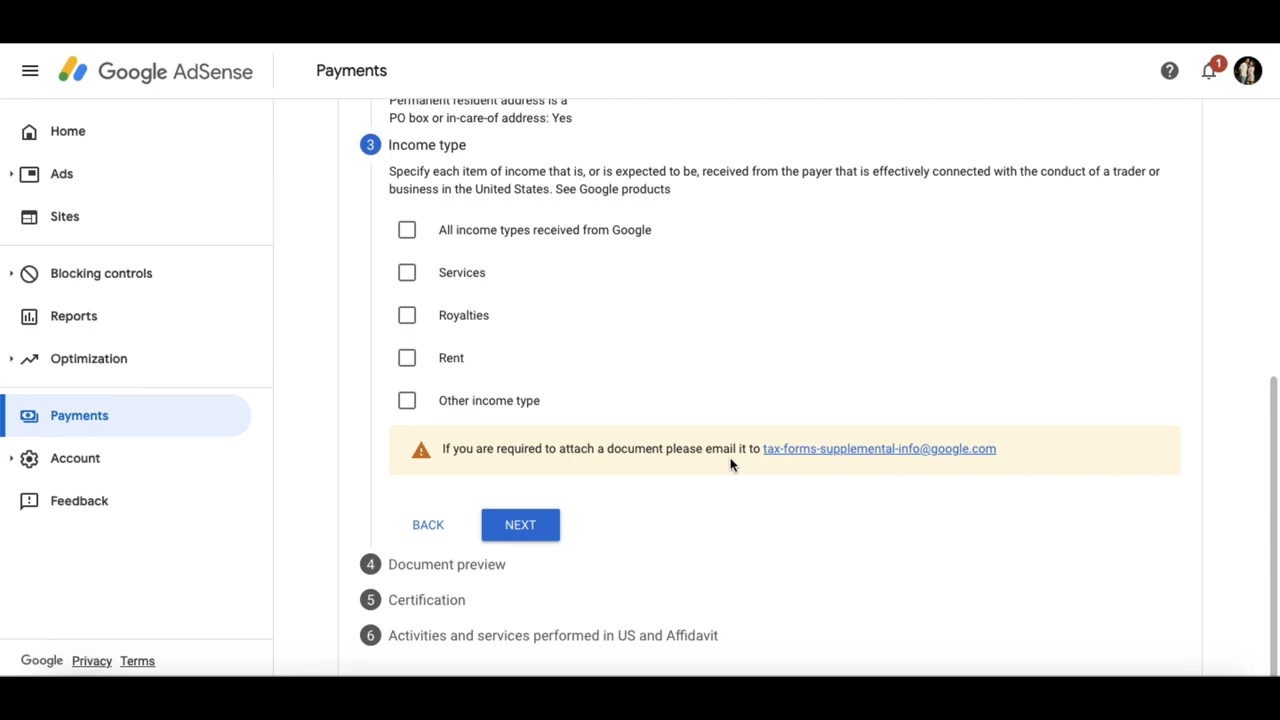 Google AdSense
Payments
1
Home
Ads
Sites
Blocking controls
Reports
Optimization
Payments
Account
Feedback
Google Privacy Terms
Permanent resident address is a
PO box or in-care-of address: Yes
3 Income type
Specify each item of income that is, or is expected to be, received from the payer that is effectively connected with the conduct of a trader or
business in the United States. See Google products
All income types received from Google
Services
Royalties
Rent
Other income type
If you are required to attach a document please email it to tax-forms-supplemental-info@google.com
BACK NEXT
4 Document preview
5 Certification
6 Activities and services performed in US and Affidavit